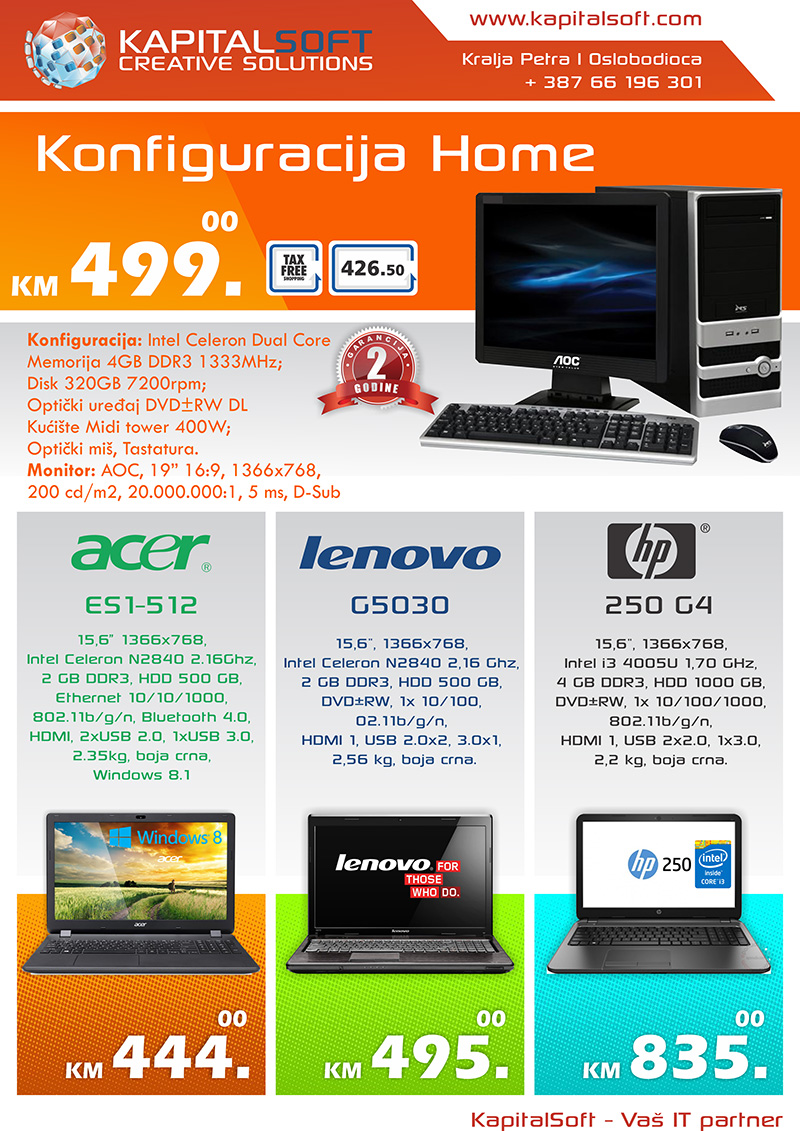 KAPITALSOFT
CREATIVE SOLUTIONS
www.kapitalsoft.com
Kralja Petra I Oslobodioca
+ 387 66 196 301
Konfiguracija Home
KM 499.00
TAX
FREE
SHOPPING
426.50
Konfiguracija: Intel Celeron Dual Core
Memorija 4GB DDR3 1333MHz;
Disk 320GB 7200rpm;
Optički uređaj DVD±RW DL
Kućište Midi tower 400W;
Optički miš, Tastatura.
Monitor: AOC, 19” 16:9, 1366x768,
200 cd/m2, 20.000.000:1, 5 ms, D-Sub
GARANCIJA
2
GODINE
AOC
acer®
ES1-512
15,6” 1366x768,
Intel Celeron N2840 2.16Ghz,
2 GB DDR3, HDD 500 GB,
Ethernet 10/10/1000,
802.11b/g/n, Bluetooth 4.0,
HDMI, 2xUSB 2.0, 1xUSB 3.0,
2.35kg, boja crna,
Windows 8.1
Windows 8
acer
acer
KM 444.00
lenovo
G5030
15,6", 1366x768,
Intel Celeron N2840 2,16 Ghz,
2 GB DDR3, HDD 500 GB,
DVD±RW, 1x 10/100,
02.11b/g/n,
HDMI 1, USB 2.0x2, 3.0x1,
2,56 kg, boja crna.
lenovo FOR
THOSE
WHO DO.
lenovo
KM 495.00
hp®
250 G4
15,6", 1366x768,
Intel i3 4005U 1,70 GHz,
4 GB DDR3, HDD 1000 GB,
DVD±RW, 1x 10/100/1000,
802.11b/g/n,
HDMI 1, USB 2x2.0, 1x3.0,
2,2 kg, boja crna.
hp 250
intel
inside
CORE i3
KM 835.00
KapitalSoft - Vaš IT partner